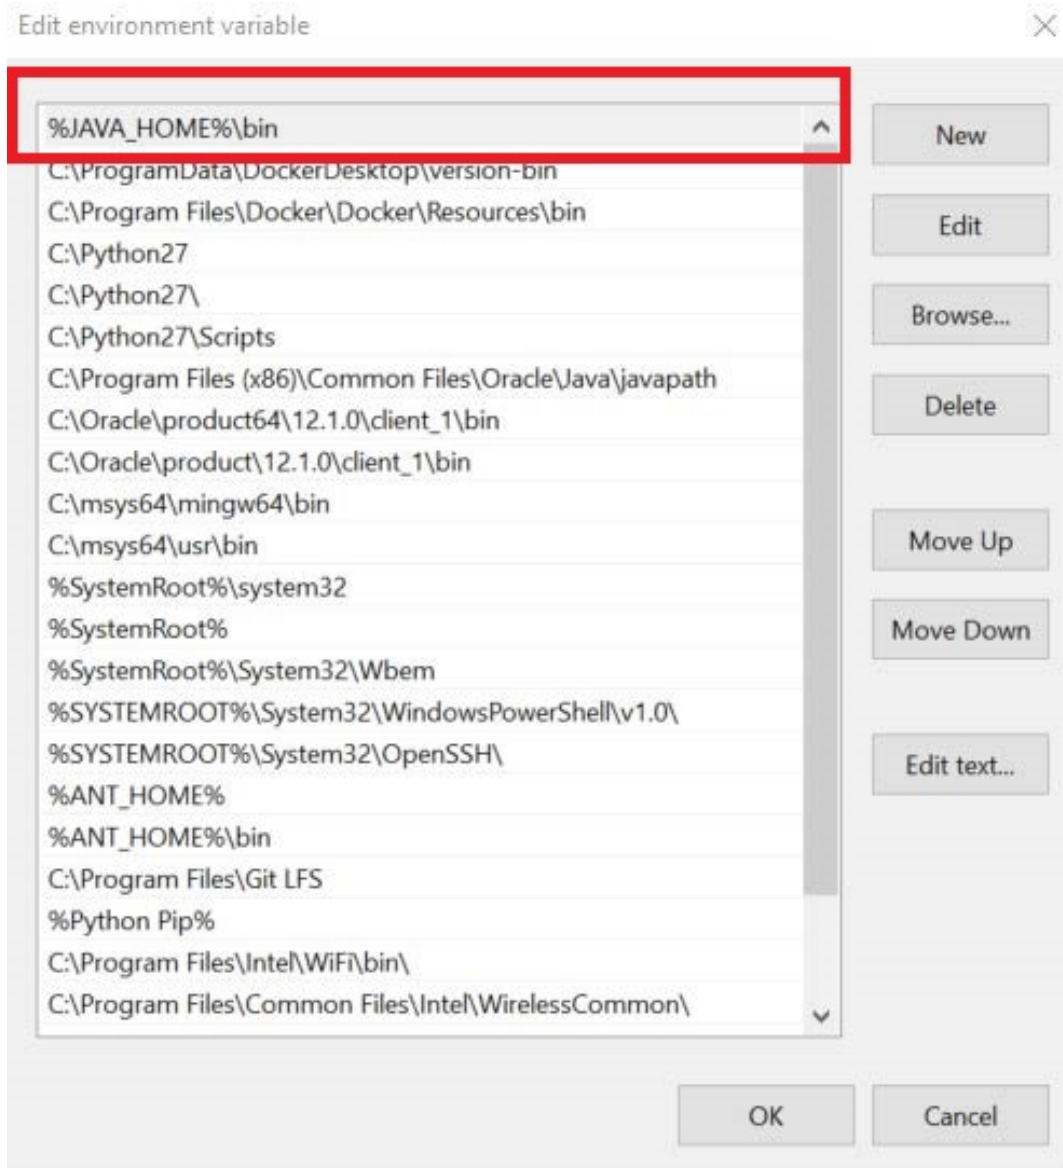 Edit environment variable
%JAVA_HOME%\bin
New
C:\ProgramData\DockerDesktop\version-bin
C:\Program Files\Docker\Docker\Resources\bin
Edit
C:\Python27
C:\Python27\
Browse...
C:\Python27\Scripts
C:\Program Files (x86)\Common Files\Oracle\Java\javapath
Delete
C:\Oracle\product64\12.1.0\client_1\bin
C:\Oracle\product\12.1.0\client_1\bin
C:\msys64\mingw64\bin
C:\msys64\usr\bin
Move Up
%SystemRoot%\system32
%SystemRoot%
Move Down
%SystemRoot%\System32\Wbem
%SYSTEMROOT%\System32\WindowsPowerShell\v1.0\
%SYSTEMROOT%\System32\OpenSSH\
Edit text...
%ANT_HOME%
%ANT_HOME%\bin
C:\Program Files\Git LFS
%Python Pip%
C:\Program Files\Intel\WiFi\bin\
C:\Program Files\Common Files\Intel\WirelessCommon\
OK
Cancel